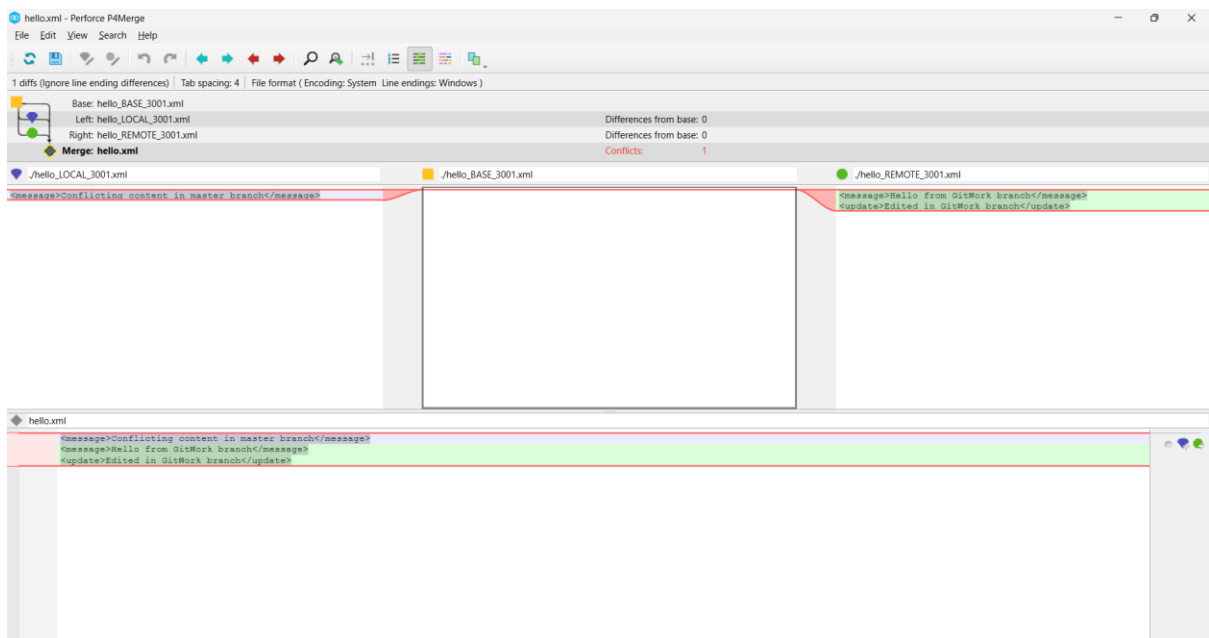 hello.xml - Perforce P4Merge
File Edit View Search Help
1 diffs (Ignore line ending differences) Tab spacing: 4 File format ( Encoding: System Line endings: Windows )
Base: hello_BASE_3001.xml
Left: hello_LOCAL_3001.xml Differences from base: 0
Right: hello_REMOTE_3001.xml Differences from base: 0
Merge: hello.xml Conflicts: 1
./hello_LOCAL_3001.xml ./hello_BASE_3001.xml ./hello_REMOTE_3001.xml
<message>Conflicting content in master branch</message>
<message>Hello from GitWork branch</message>
<update>Edited in GitWork branch</update>
hello.xml
<message>Conflicting content in master branch</message>
<message>Hello from GitWork branch</message>
<update>Edited in GitWork branch</update>